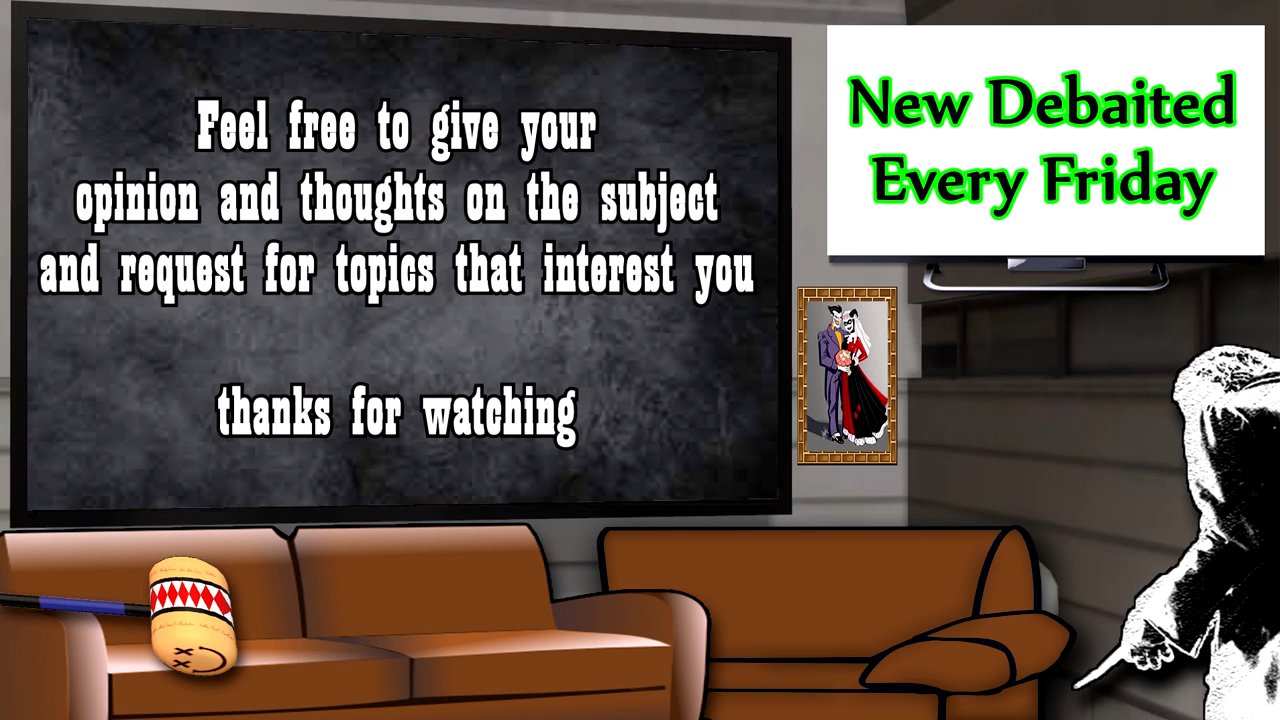 Feel free to give your
opinion and thoughts on the subject
and request for topics that interest you
thanks for watching
New Debaited
Every Friday